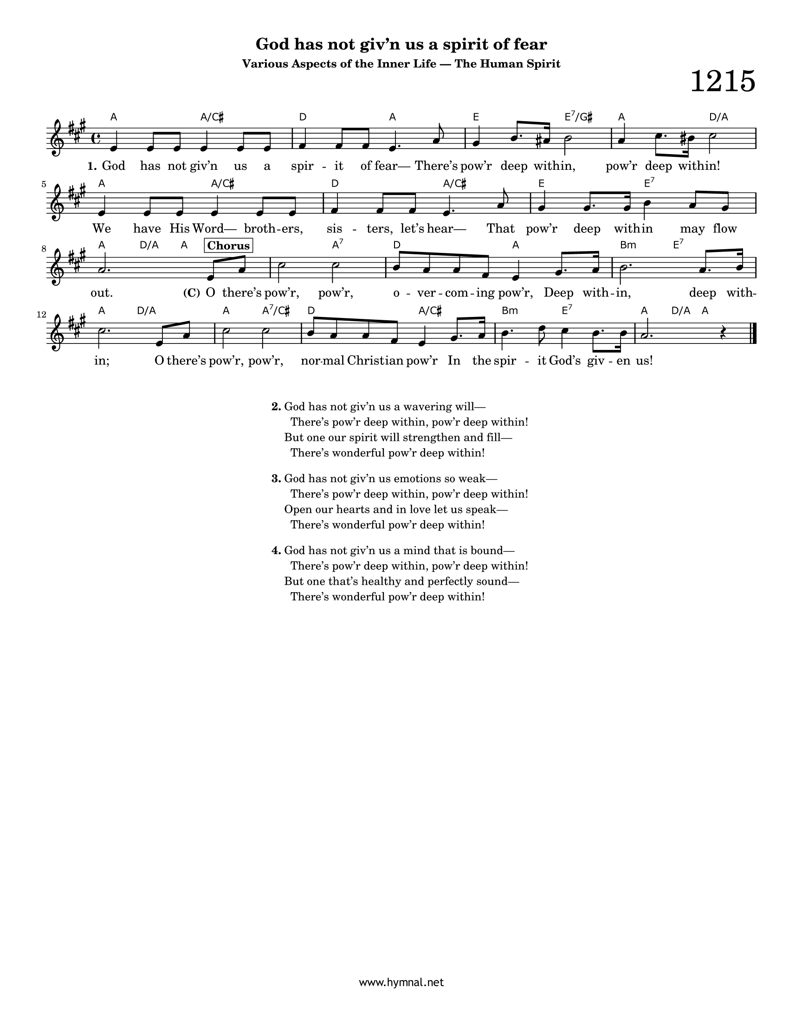 God has not giv’n us a spirit of fear
Various Aspects of the Inner Life — The Human Spirit
1215
A A/C♯ D A E E7/G♯ A D/A
1. God has not giv’n us a spir - it of fear— There’s pow’r deep within, pow’r deep within!
5 A A/C♯ D A/C♯ E E7
We have His Word— broth-ers, sis - ters, let’s hear— That pow’r deep within may flow
8 A D/A A Chorus A7 D A Bm E7
out. (C) O there’s pow’r, pow’r, o - ver-com-ing pow’r, Deep with-in, deep with-
12 A D/A A A7/C♯ D A/C♯ Bm E7 A D/A A
in; O there’s pow’r, pow’r, nor-mal Christian pow’r In the spir - it God’s giv - en us!
2. God has not giv’n us a wavering will—
There’s pow’r deep within, pow’r deep within!
But one our spirit will strengthen and fill—
There’s wonderful pow’r deep within!
3. God has not giv’n us emotions so weak—
There’s pow’r deep within, pow’r deep within!
Open our hearts and in love let us speak—
There’s wonderful pow’r deep within!
4. God has not giv’n us a mind that is bound—
There’s pow’r deep within, pow’r deep within!
But one that’s healthy and perfectly sound—
There’s wonderful pow’r deep within!
www.hymnal.net